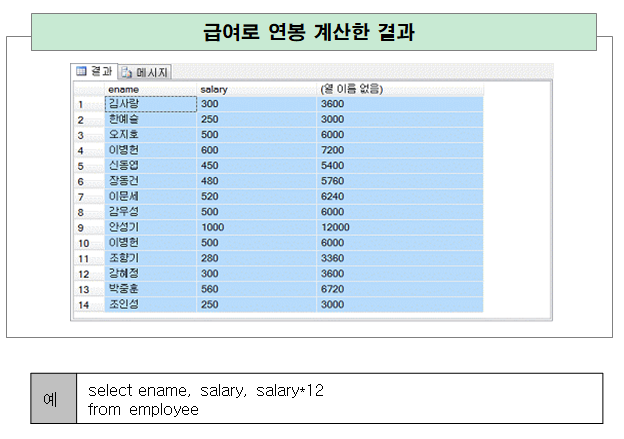 급여로 연봉 계산한 결과
결과 메시지
ename salary (열 이름 없음)
1 김사랑 300 3600
2 한예슬 250 3000
3 오지호 500 6000
4 이병헌 600 7200
5 신동엽 450 5400
6 장동건 480 5760
7 이문세 520 6240
8 감우성 500 6000
9 안성기 1000 12000
10 이병헌 500 6000
11 조향기 280 3360
12 강혜정 300 3600
13 박중훈 560 6720
14 조인성 250 3000
예
select ename, salary, salary*12
from employee